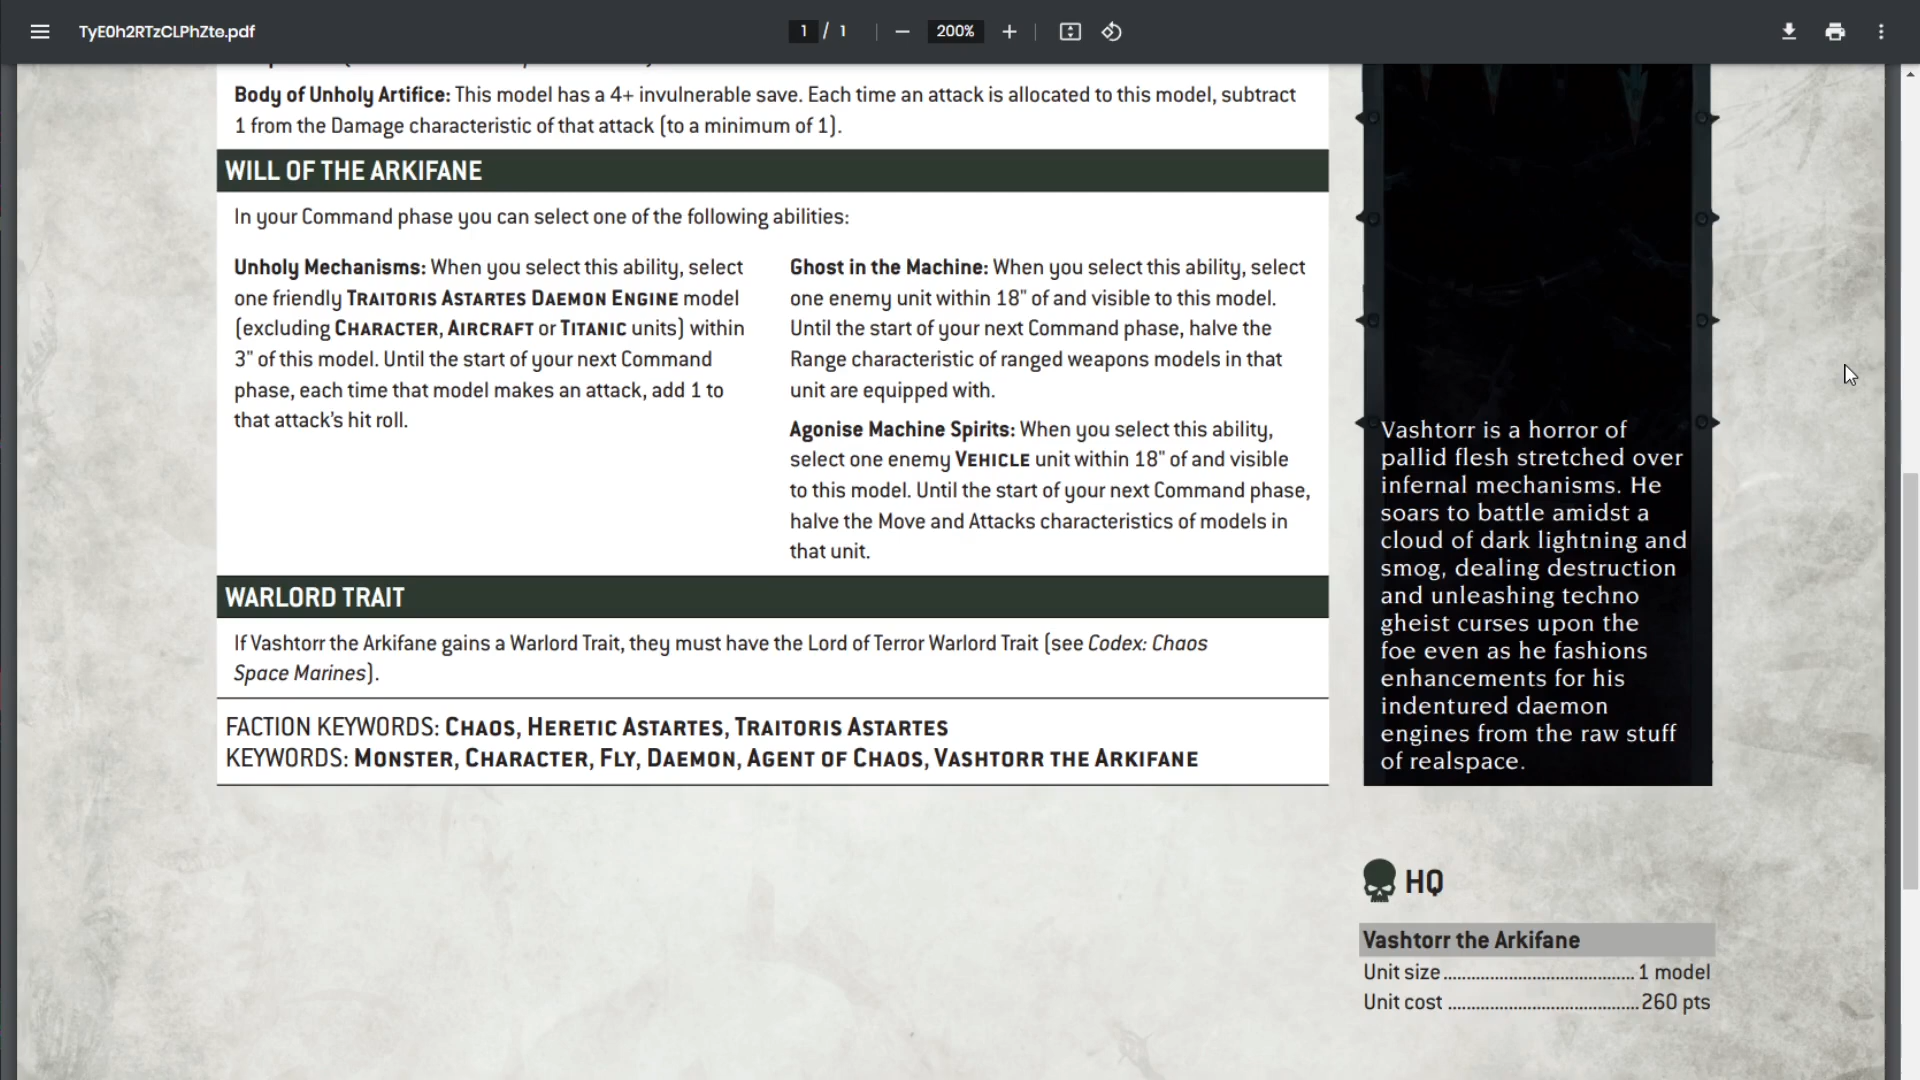 TyE0h2RTzCLPhZte.pdf
1 / 1
200%
Body of Unholy Artifice: This model has a 4+ invulnerable save. Each time an attack is allocated to this model, subtract
1 from the Damage characteristic of that attack (to a minimum of 1).
WILL OF THE ARKIFANE
In your Command phase you can select one of the following abilities:
Unholy Mechanisms: When you select this ability, select
one friendly TRAITORIS ASTARTES DAEMON ENGINE model
(excluding CHARACTER, AIRCRAFT or TITANIC units) within
3" of this model. Until the start of your next Command
phase, each time that model makes an attack, add 1 to
that attack's hit roll.
Ghost in the Machine: When you select this ability, select
one enemy unit within 18" of and visible to this model.
Until the start of your next Command phase, halve the
Range characteristic of ranged weapons models in that
unit are equipped with.
Agonise Machine Spirits: When you select this ability,
select one enemy VEHICLE unit within 18" of and visible
to this model. Until the start of your next Command phase,
halve the Move and Attacks characteristics of models in
that unit.
WARLORD TRAIT
If Vashtorr the Arkifane gains a Warlord Trait, they must have the Lord of Terror Warlord Trait (see Codex: Chaos
Space Marines).
FACTION KEYWORDS: CHAOS, HERETIC ASTARTES, TRAITORIS ASTARTES
KEYWORDS: MONSTER, CHARACTER, FLY, DAEMON, AGENT OF CHAOS, VASHTORR THE ARKIFANE
Vashtorr is a horror of
pallid flesh stretched over
infernal mechanisms. He
soars to battle amidst a
cloud of dark lightning and
smog, dealing destruction
and unleashing techno
gheist curses upon the
foe even as he fashions
enhancements for his
indentured daemon
engines from the raw stuff
of realspace.
HQ
Vashtorr the Arkifane
Unit size ......................................... 1 model
Unit cost ......................................... 260 pts